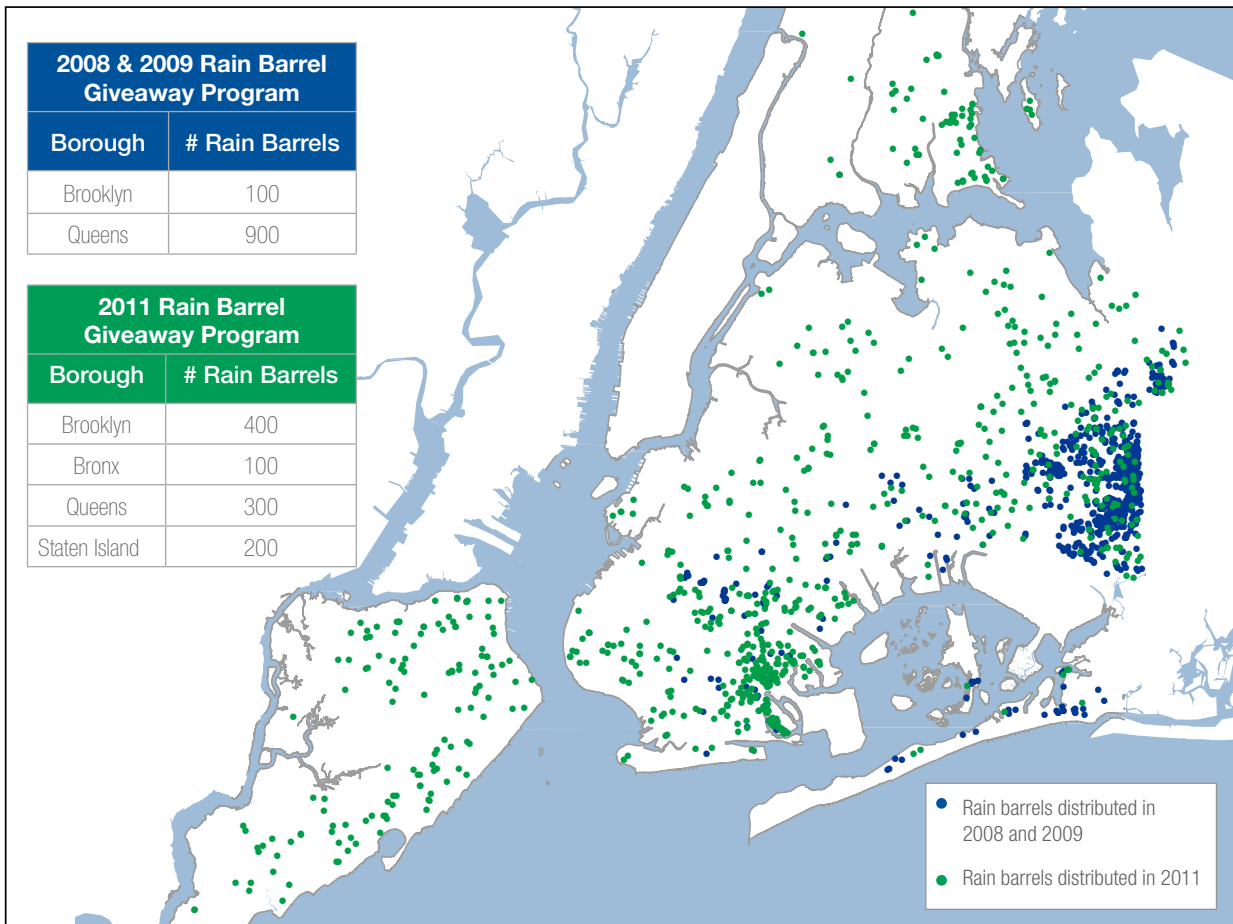 2008 & 2009 Rain Barrel
Giveaway Program
Borough # Rain Barrels
Brooklyn 100
Queens 900
2011 Rain Barrel
Giveaway Program
Borough # Rain Barrels
Brooklyn 400
Bronx 100
Queens 300
Staten Island 200
Rain barrels distributed in
2008 and 2009
Rain barrels distributed in 2011